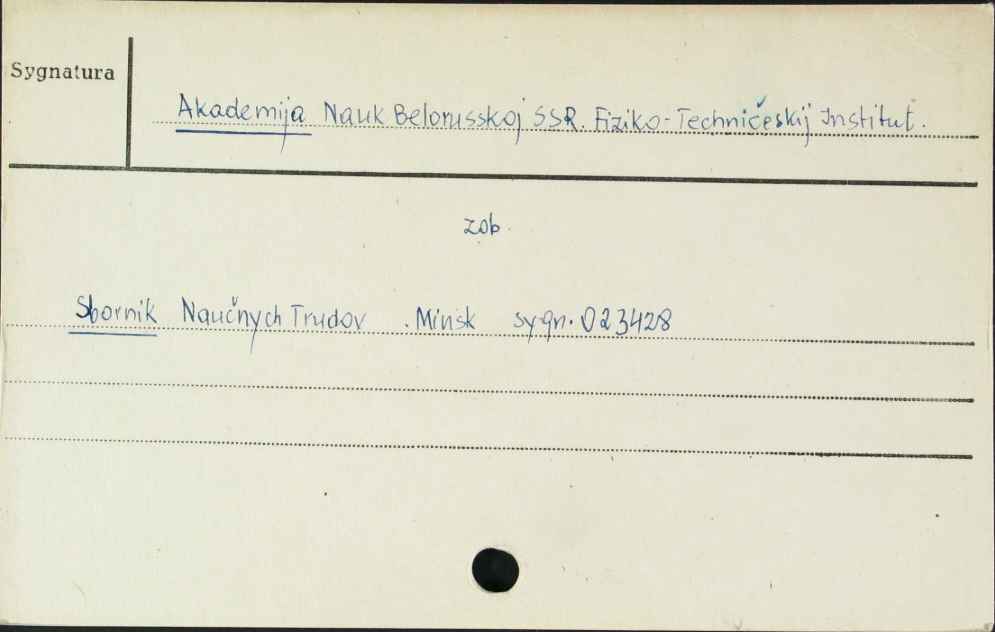 Sygnatura
Akademija Nauk Belorusskoj SSR. Fiziko-Techničeskij Institut.
zob.
Sbornik Naučnych Trudov. Minsk sygn. 023428